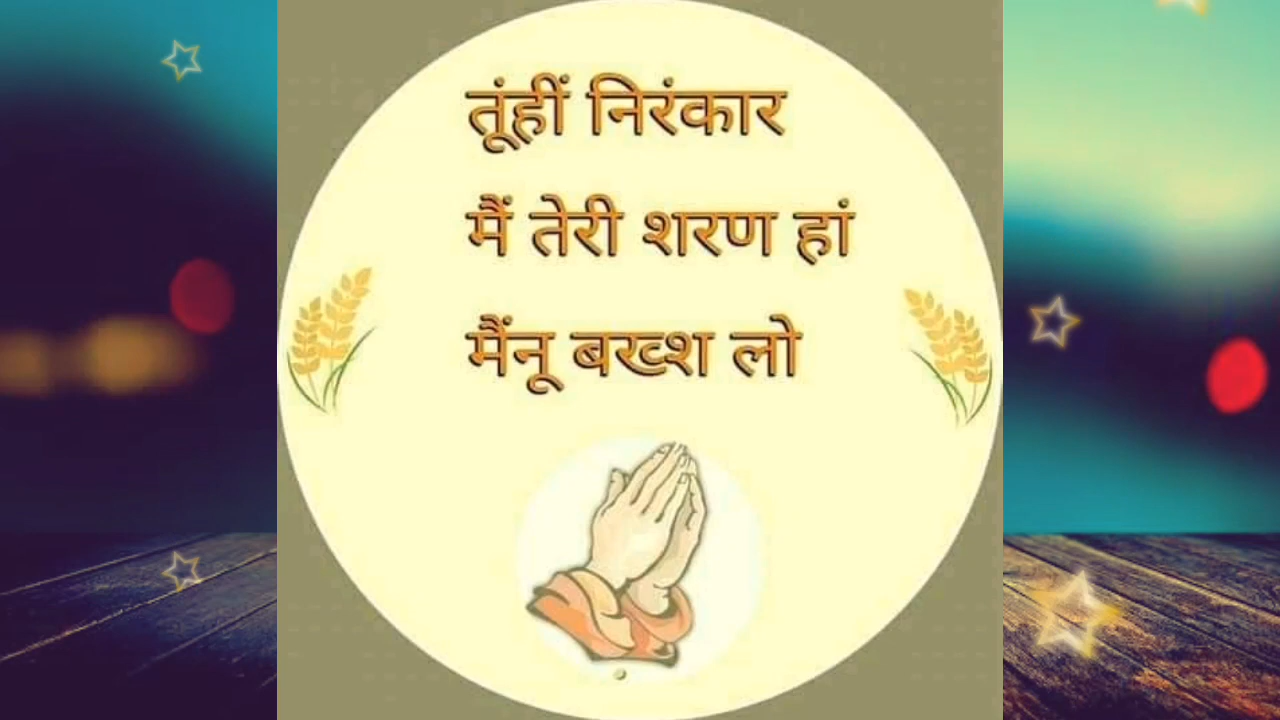 तूंहीं निरंकार
मैं तेरी शरण हां
मैंनू बख्श लो